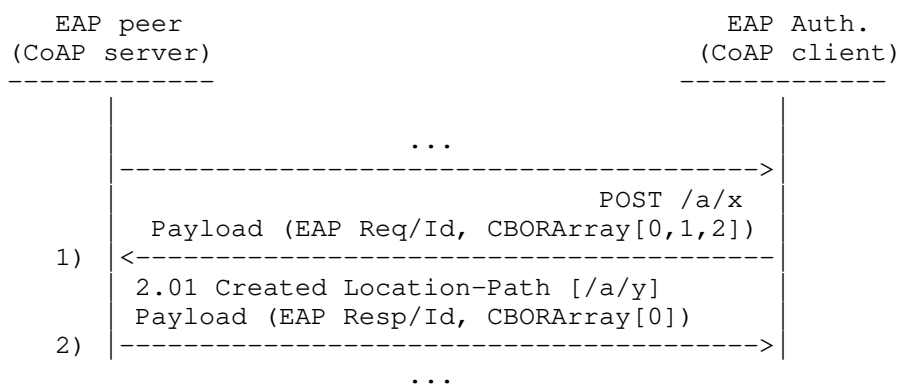 EAP peer                                  EAP Auth.
(CoAP server)                             (CoAP client)
-------------                             -------------
...
--------------------------------------->
POST /a/x
Payload (EAP Req/Id, CBORArray[0,1,2])
1) <---------------------------------------
2.01 Created Location-Path [/a/y]
Payload (EAP Resp/Id, CBORArray[0])
2) --------------------------------------->
...